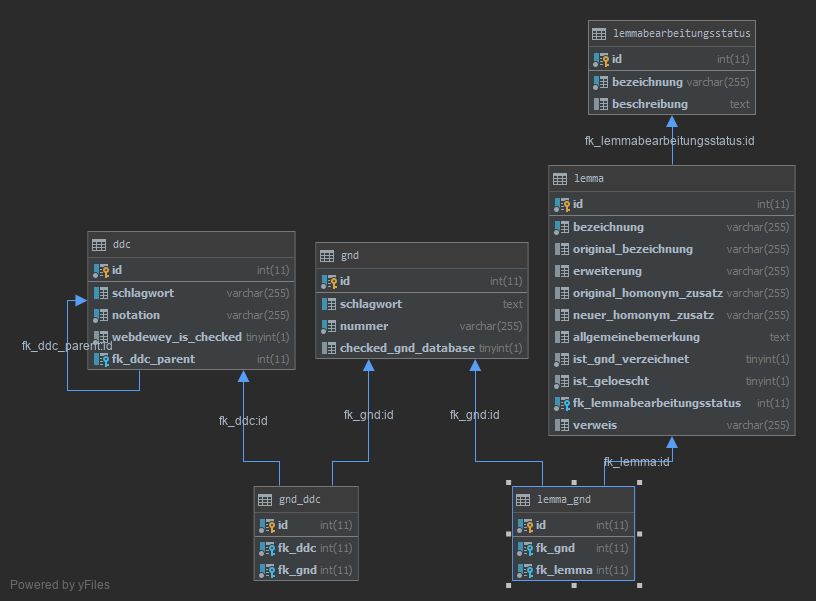 lemmabearbeitungsstatus
id int(11)
bezeichnung varchar(255)
beschreibung text
fk_lemmabearbeitungsstatus:id
lemma
id int(11)
bezeichnung varchar(255)
original_bezeichnung varchar(255)
erweiterung varchar(255)
original_homonym_zusatz varchar(255)
neuer_homonym_zusatz varchar(255)
allgemeinebemerkung text
ist_gnd_verzeichnet tinyint(1)
ist_geloescht tinyint(1)
fk_lemmabearbeitungsstatus int(11)
verweis varchar(255)
ddc
id int(11)
schlagwort varchar(255)
notation varchar(255)
webdewey_is_checked tinyint(1)
fk_ddc_parent int(11)
fk_ddc_parent:id
gnd
id int(11)
schlagwort text
nummer varchar(255)
checked_gnd_database tinyint(1)
fk_ddc:id
fk_gnd:id
fk_gnd:id
fk_lemma:id
gnd_ddc
id int(11)
fk_ddc int(11)
fk_gnd int(11)
lemma_gnd
id int(11)
fk_gnd int(11)
fk_lemma int(11)
Powered by yFiles